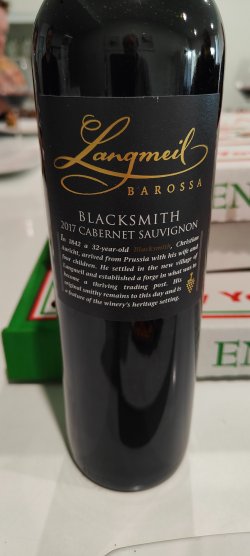 Langmeil
BAROSSA
BLACKSMITH
2017 CABERNET SAUVIGNON
In 1842 a 32-year-old Blacksmith, Christian
Auricht, arrived from Prussia with his wife and
four children. He settled in the new village of
Langmeil and established a forge in what was to
become a thriving trading post. His
original smithy remains to this day and is
a feature of the winery's heritage setting.
EN
Y
EN